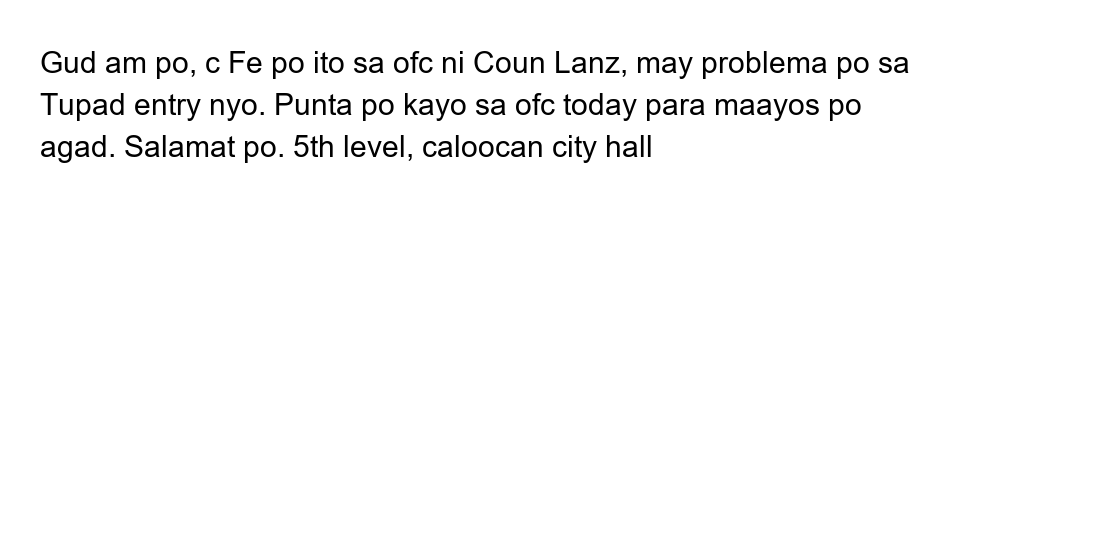 Gud am po, c Fe po ito sa ofc ni Coun Lanz, may problema po sa
Tupad entry nyo. Punta po kayo sa ofc today para maayos po
agad. Salamat po. 5th level, caloocan city hall